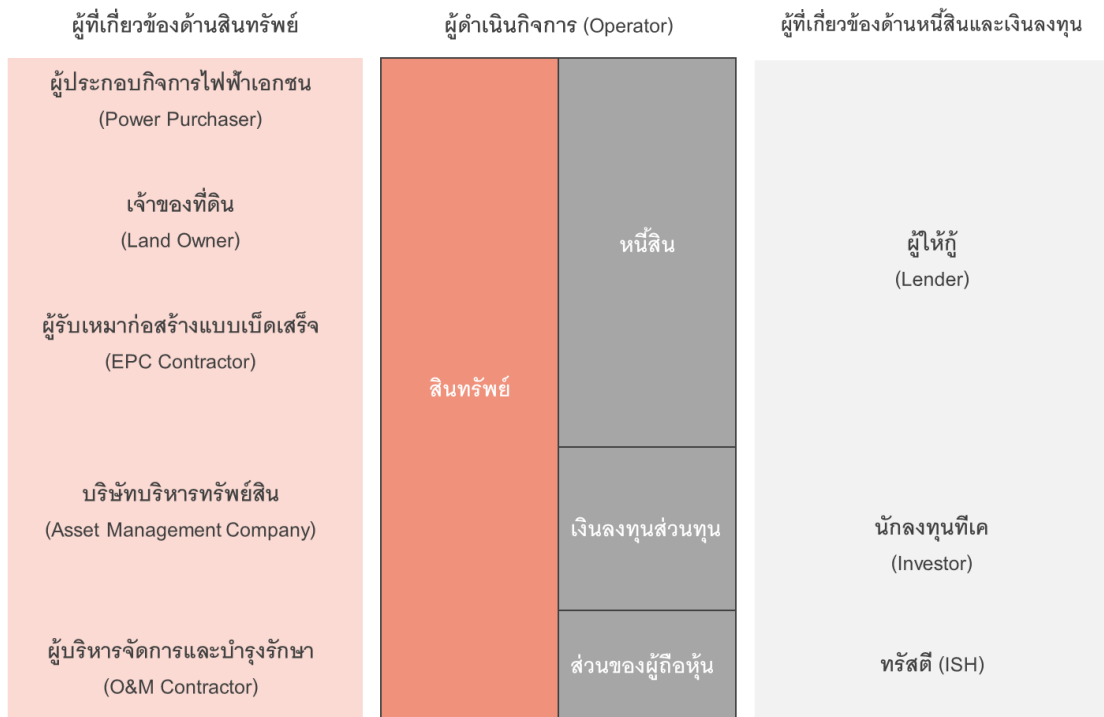 ผู้ที่เกี่ยวข้องด้านสินทรัพย์
ผู้ประกอบกิจการไฟฟ้าเอกชน
(Power Purchaser)
เจ้าของที่ดิน
(Land Owner)
ผู้รับเหมาก่อสร้างแบบเบ็ดเสร็จ
(EPC Contractor)
บริษัทบริหารทรัพย์สิน
(Asset Management Company)
ผู้บริหารจัดการและบำรุงรักษา
(O&M Contractor)
ผู้ดำเนินกิจการ (Operator)
สินทรัพย์
หนี้สิน
เงินลงทุนส่วนทุน
ส่วนของผู้ถือหุ้น
ผู้ที่เกี่ยวข้องด้านหนี้สินและเงินลงทุน
ผู้ให้กู้
(Lender)
นักลงทุนทีเค
(Investor)
ทรัสตี (ISH)